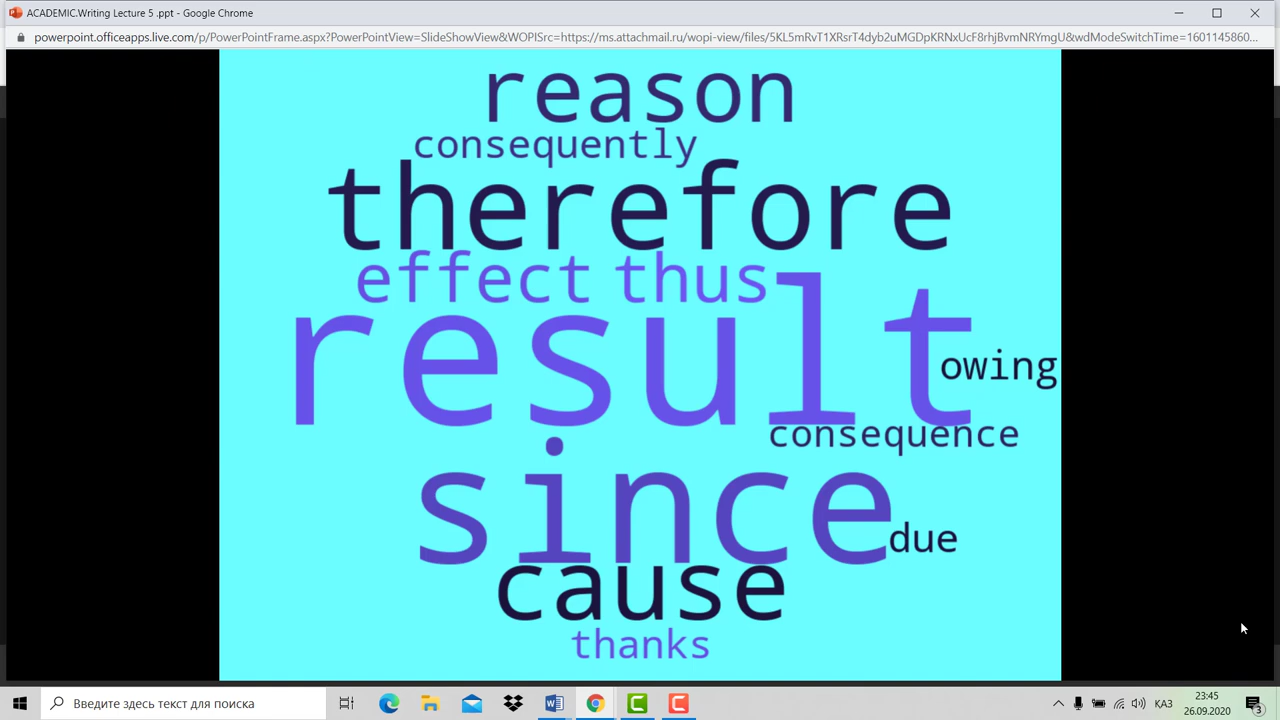 ACADEMIC.Writing Lecture 5 .ppt - Google Chrome
powerpoint.officeapps.live.com/p/PowerPointFrame.aspx?PowerPointView=SlideShowView&WOPISrc=https://ms.attachmail.ru/wopi-view/files/5KL5mRvT1XRsrT4dyb2uMGDpKRNxUcF8rhjBvmNRYmgU&wdModeSwitchTime=1601145860...
reason
consequently
therefore
effect thus
result
owing
consequence
since
due
cause
thanks
Введите здесь текст для поиска
КАЗ
23:45
26.09.2020
3